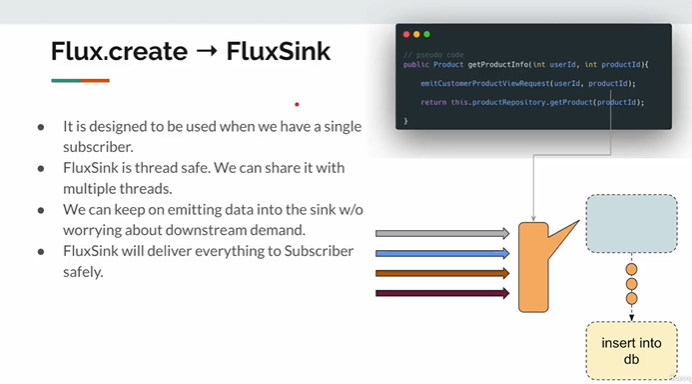 Flux.create → FluxSink
● It is designed to be used when we have a single
subscriber.
● FluxSink is thread safe. We can share it with
multiple threads.
● We can keep on emitting data into the sink w/o
worrying about downstream demand.
● FluxSink will deliver everything to Subscriber
safely.
// pseudo code
public Product getProductInfo(int userId, int productId){
emitCustomerProductViewRequest(userId, productId);
return this.productRepository.getProduct(productId);
}
insert into
db